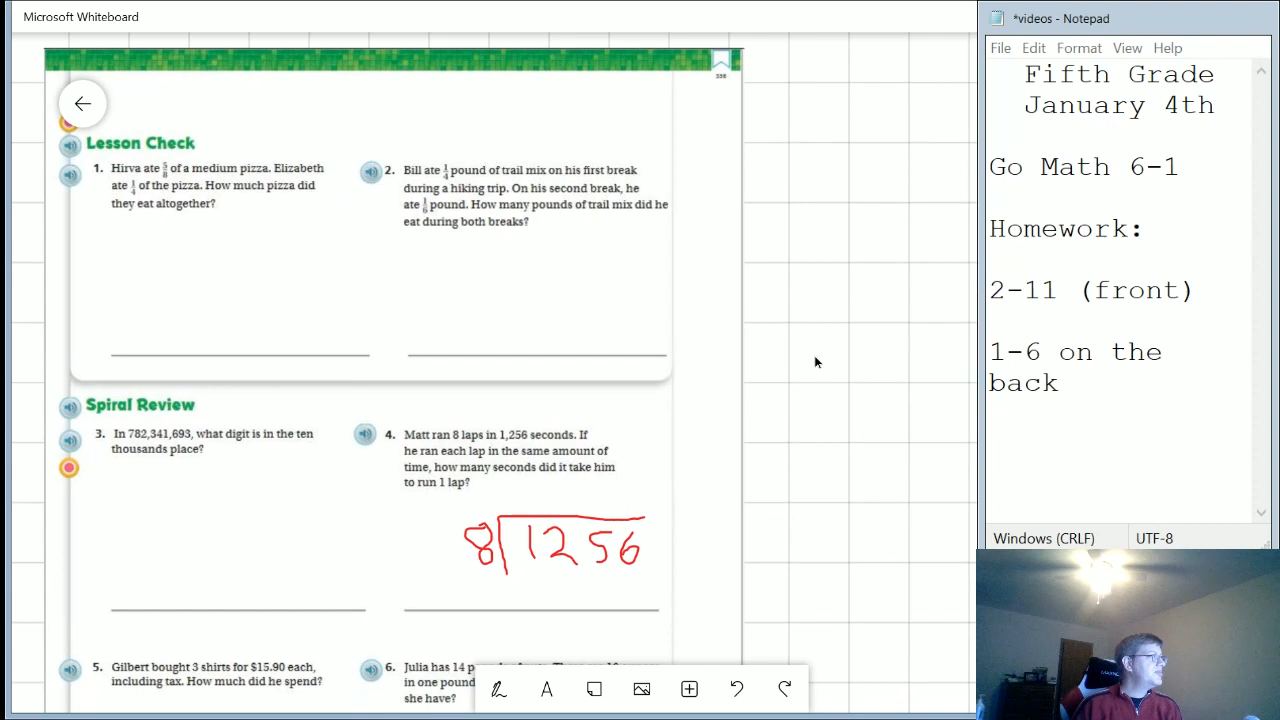 Microsoft Whiteboard
*videos - Notepad
File Edit Format View Help
Fifth Grade
January 4th
Go Math 6-1
Homework:
2-11 (front)
1-6 on the
back
Windows (CRLF) UTF-8
356
Lesson Check
1. Hirva ate 5/8 of a medium pizza. Elizabeth
ate 1/4 of the pizza. How much pizza did
they eat altogether?
2. Bill ate 1/4 pound of trail mix on his first break
during a hiking trip. On his second break, he
ate 1/6 pound. How many pounds of trail mix did he
eat during both breaks?
Spiral Review
3. In 782,341,693, what digit is in the ten
thousands place?
4. Matt ran 8 laps in 1,256 seconds. If
he ran each lap in the same amount of
time, how many seconds did it take him
to run 1 lap?
8 1256
5. Gilbert bought 3 shirts for $15.90 each,
including tax. How much did he spend?
6. Julia has 14 p
in one pound
she have?
A